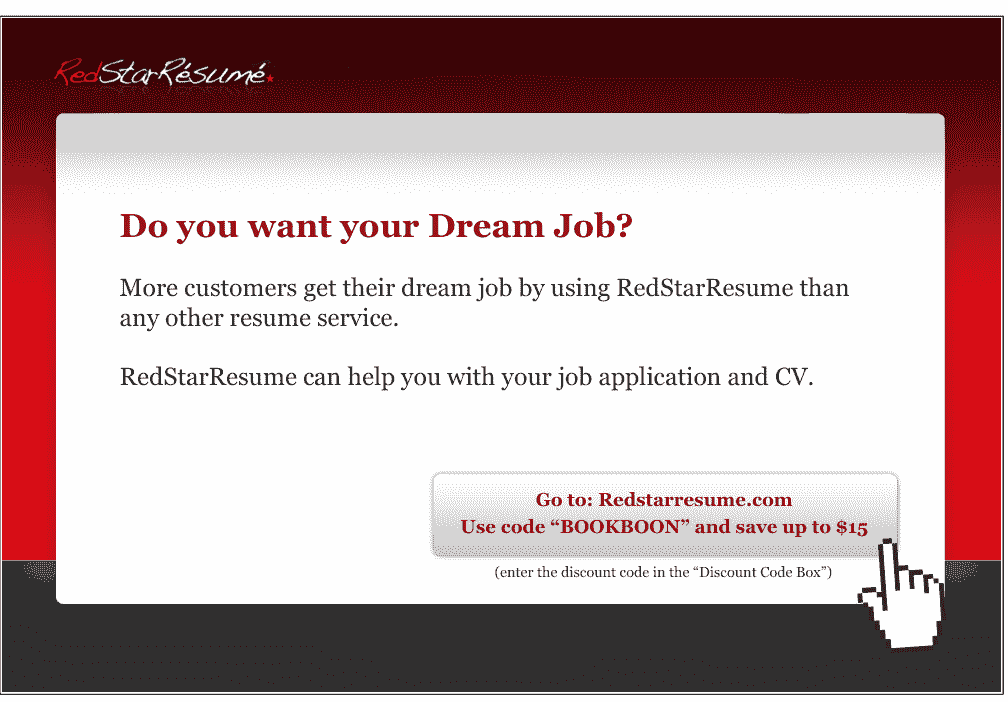 RedStarRésumé
Do you want your Dream Job?
More customers get their dream job by using RedStarResume than
any other resume service.
RedStarResume can help you with your job application and CV.
Go to: Redstarresume.com
Use code “BOOKBOON” and save up to $15
(enter the discount code in the “Discount Code Box”)